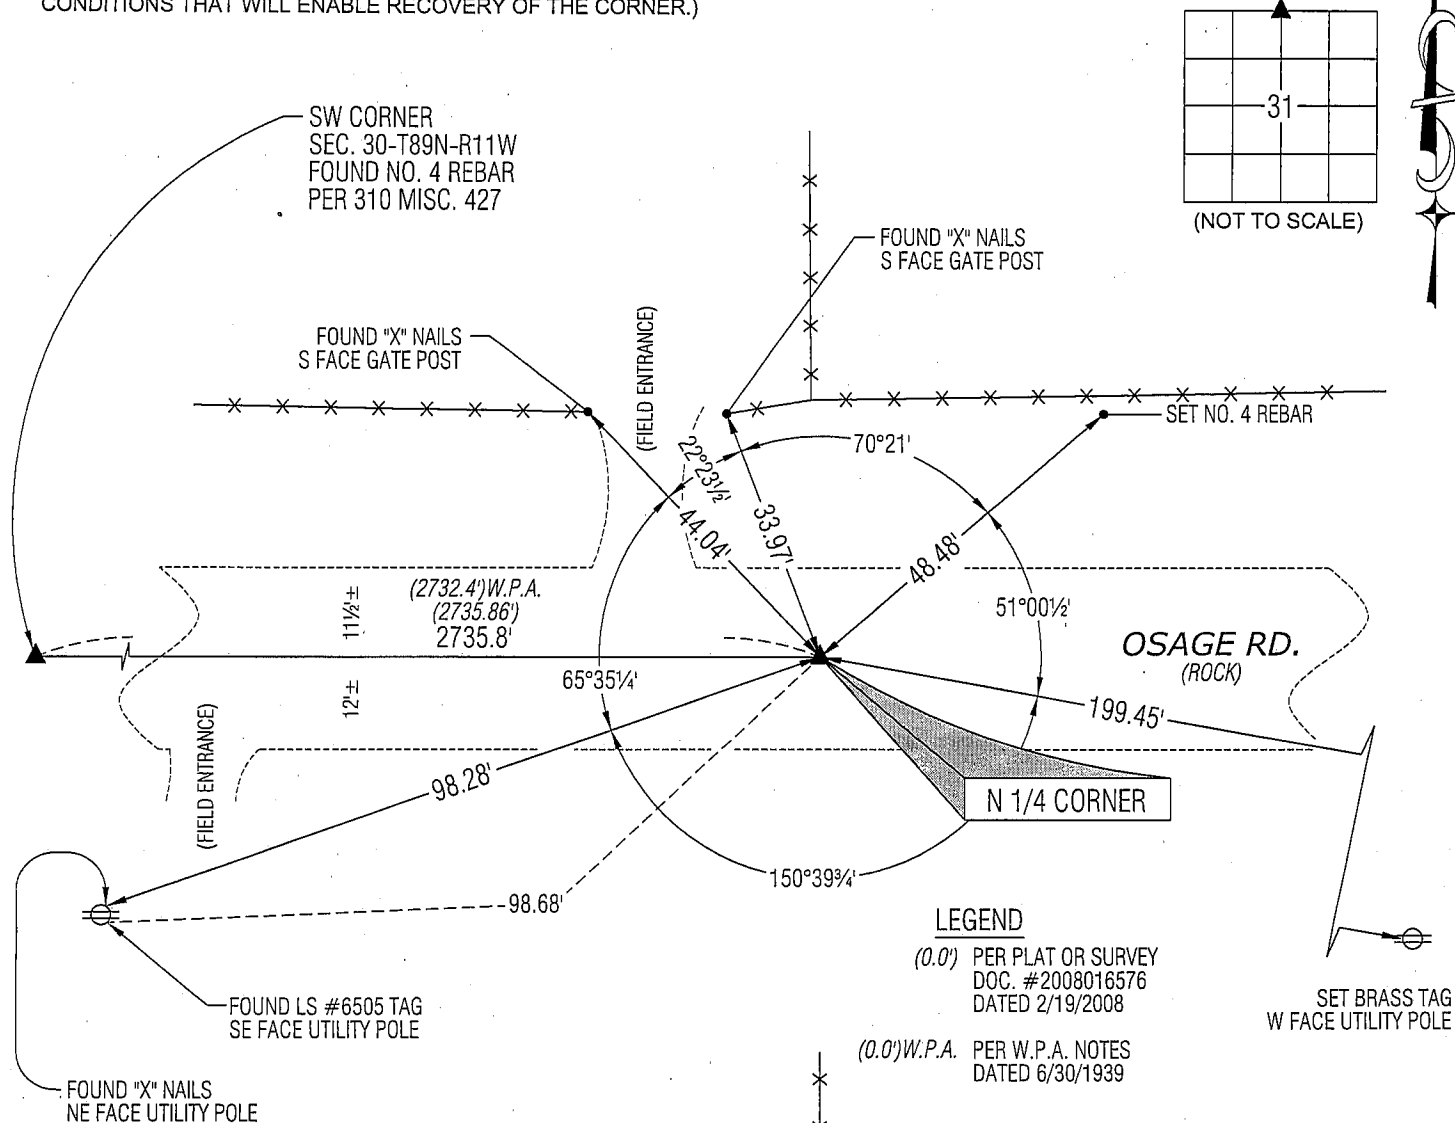 CONDITIONS THAT WILL ENABLE RECOVERY OF THE CORNER.)
31
(NOT TO SCALE)
SW CORNER
SEC. 30-T89N-R11W
FOUND NO. 4 REBAR
PER 310 MISC. 427
FOUND "X" NAILS
S FACE GATE POST
FOUND "X" NAILS
S FACE GATE POST
(FIELD ENTRANCE)
SET NO. 4 REBAR
70°21'
22°23½'
44.04'
33.97'
48.48'
51°00½'
11½'±
(2732.4')W.P.A.
(2735.86')
2735.8'
OSAGE RD.
(ROCK)
65°35¼'
12'±
199.45'
(FIELD ENTRANCE)
98.28'
N 1/4 CORNER
150°39¾'
98.68'
LEGEND
(0.0') PER PLAT OR SURVEY
DOC. #2008016576
DATED 2/19/2008
(0.0')W.P.A. PER W.P.A. NOTES
DATED 6/30/1939
FOUND LS #6505 TAG
SE FACE UTILITY POLE
SET BRASS TAG
W FACE UTILITY POLE
FOUND "X" NAILS
NE FACE UTILITY POLE